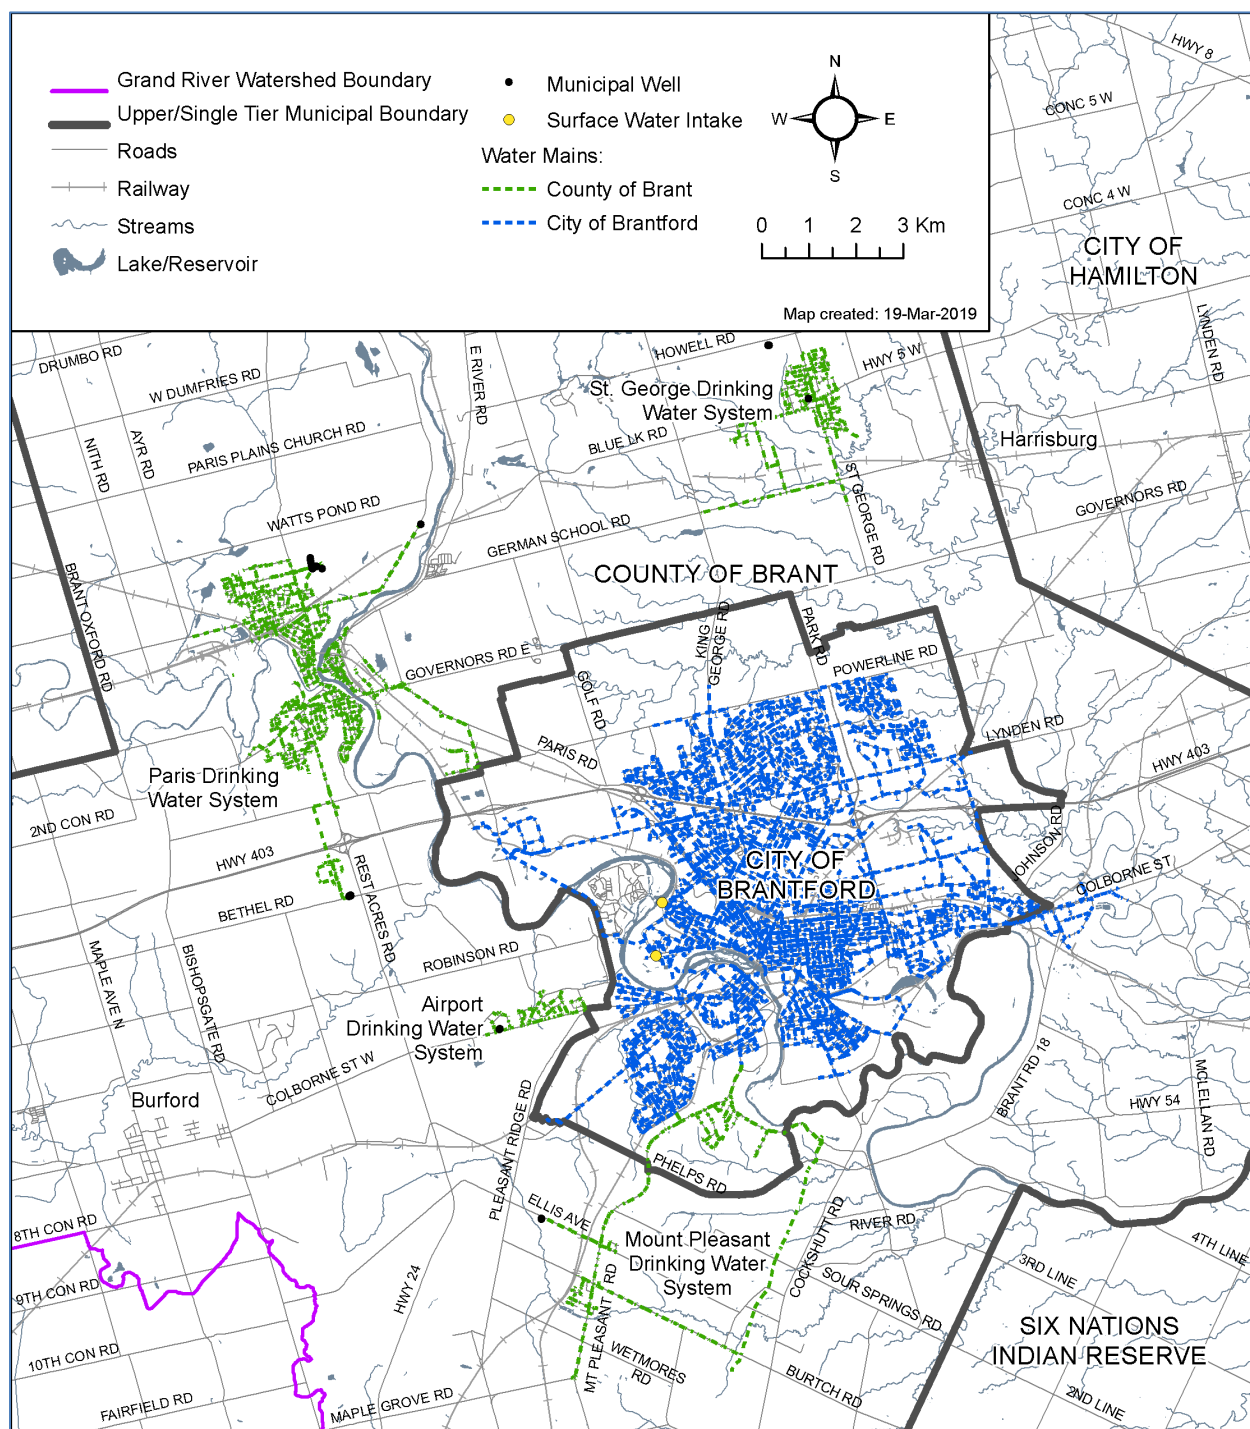 Grand River Watershed Boundary
Upper/Single Tier Municipal Boundary
Roads
Railway
Streams
Lake/Reservoir
Municipal Well
Surface Water Intake
Water Mains:
County of Brant
City of Brantford
N
W
E
S
0 1 2 3 Km
Map created: 19-Mar-2019
HWY 8
CONC 5 W
CONC 4 W
CITY OF
HAMILTON
LYNDEN RD
DRUMBO RD
W DUMFRIES RD
E RIVER RD
HOWELL RD
HWY 5 W
St. George Drinking
Water System
NITH RD
AYR RD
PARIS PLAINS CHURCH RD
BLUE LK RD
Harrisburg
ST GEORGE RD
GOVERNORS RD
WATTS POND RD
GERMAN SCHOOL RD
COUNTY OF BRANT
BRANT OXFORD RD
KING
GEORGE RD
PARK RD
GOVERNORS RD E
POWERLINE RD
GOLF RD
LYNDEN RD
PARIS RD
HWY 403
Paris Drinking
Water System
2ND CON RD
HWY 403
JOHNSON RD
CITY OF
BRANTFORD
COLBORNE ST
REST ACRES RD
BETHEL RD
MAPLE AVE N
BISHOPSGATE RD
ROBINSON RD
Airport
Drinking Water
System
COLBORNE ST W
Burford
PLEASANT RIDGE RD
BRANT RD 18
MCLELLAN RD
HWY 54
PHELPS RD
ELLIS AVE
8TH CON RD
COCKSHUTT RD
RIVER RD
Mount Pleasant
Drinking Water
System
4TH LINE
3RD LINE
9TH CON RD
HWY 24
SOUR SPRINGS RD
MT PLEASANT RD
SIX NATIONS
INDIAN RESERVE
10TH CON RD
WETMORES
RD
BURTCH RD
2ND LINE
FAIRFIELD RD
MAPLE GROVE RD